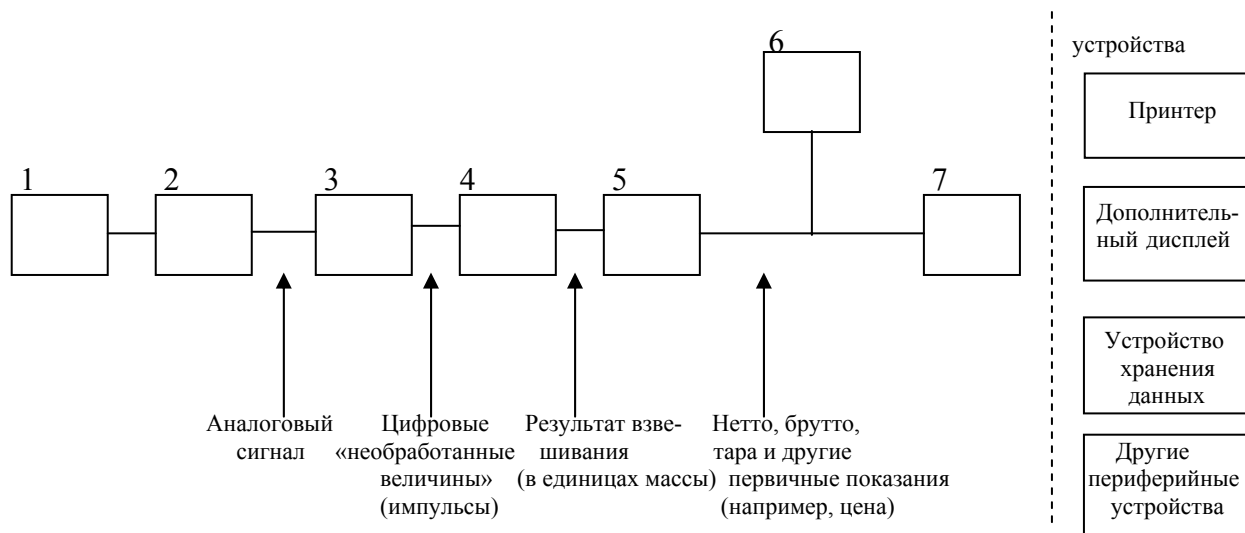 6
1
2
3
4
5
7
Аналоговый
сигнал
Цифровые
«необработанные
величины»
(импульсы)
Результат взве-
шивания
(в единицах массы)
Нетто, брутто,
тара и другие
первичные показания
(например, цена)
устройства
Принтер
Дополнитель-
ный дисплей
Устройство
хранения
данных
Другие
периферийные
устройства